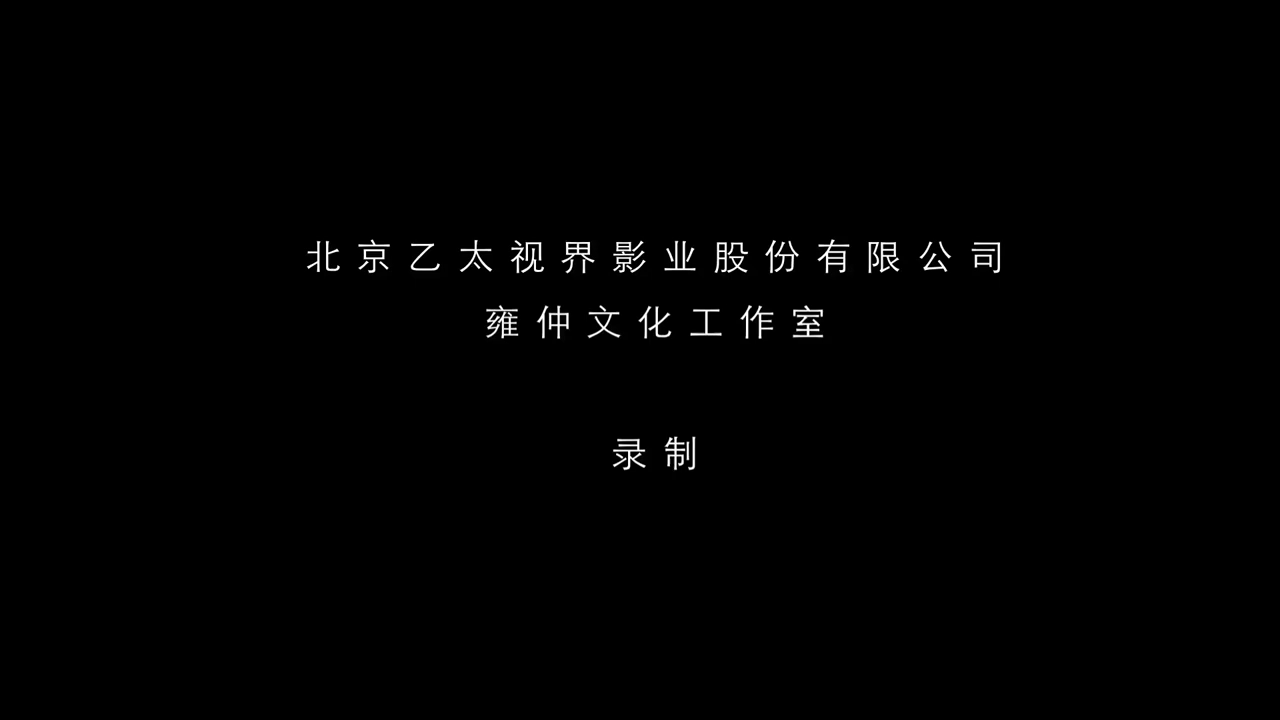 北京乙太视界影业股份有限公司
雍仲文化工作室
录制